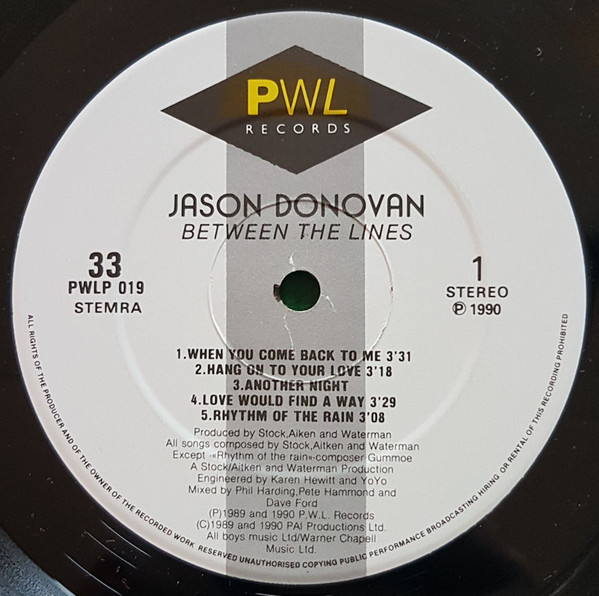 PWL
RECORDS
JASON DONOVAN
BETWEEN THE LINES
33
PWLP 019
STEMRA
1
STEREO
℗ 1990
1.WHEN YOU COME BACK TO ME 3'31
2.HANG ON TO YOUR LOVE 3'18
3.ANOTHER NIGHT
4.LOVE WOULD FIND A WAY 3'29
5.RHYTHM OF THE RAIN 3'08
Produced by Stock,Aiken and Waterman
All songs composed by Stock,Aitken and Waterman
Except -«Rhythm of the rain»-composer Gummoe
A Stock/Aitken and Waterman Production
Engineered by Karen Hewitt and YoYo
Mixed by Phil Harding,Pete Hammond and
Dave Ford
(P)1989 and 1990 P.W.L. Records
(C)1989 and 1990 PAI Productions Ltd.
All boys music Ltd/Warner Chapell
Music Ltd.
ALL RIGHTS OF THE PRODUCER AND OF THE OWNER OF THE RECORDED WORK RESERVED UNAUTHORISED COPYING PUBLIC PERFORMANCE BROADCASTING HIRING OR RENTAL OF THIS RECORDING PROHIBITED